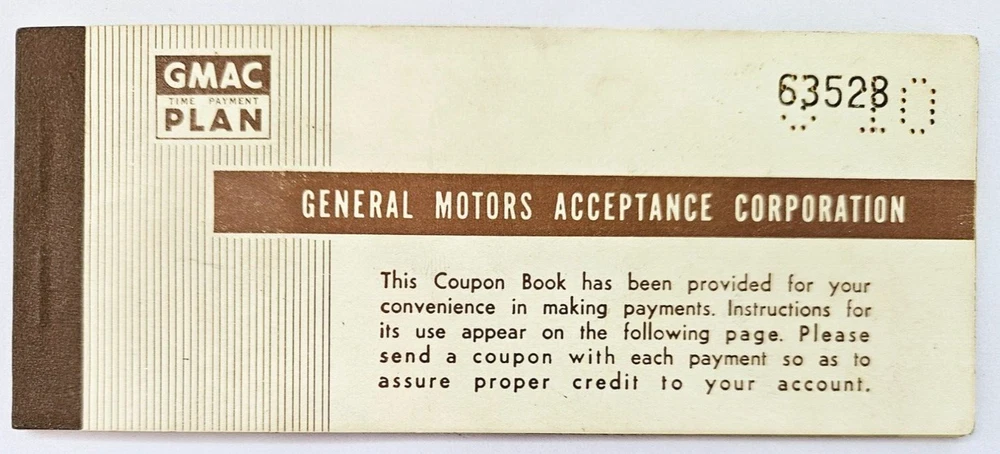 GMAC
TIME PAYMENT
PLAN
63528
GENERAL MOTORS ACCEPTANCE CORPORATION
This Coupon Book has been provided for your
convenience in making payments. Instructions for
its use appear on the following page. Please
send a coupon with each payment so as to
assure proper credit to your account.